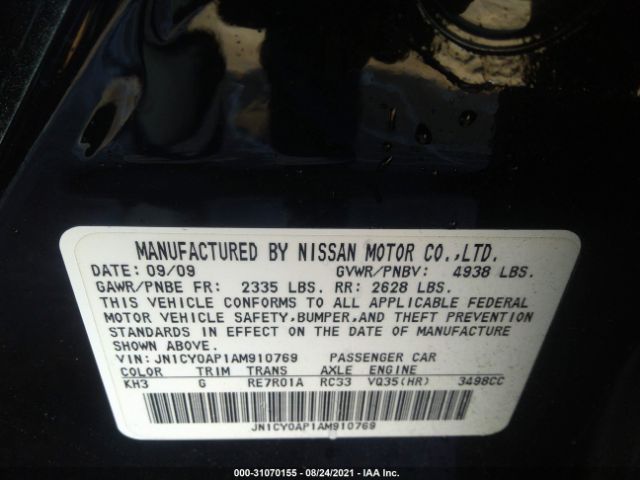 MANUFACTURED BY NISSAN MOTOR CO.,LTD.
DATE: 09/09 GVWR/PNBV: 4938 LBS.
GAWR/PNBE FR: 2335 LBS. RR: 2628 LBS.
THIS VEHICLE CONFORMS TO ALL APPLICABLE FEDERAL
MOTOR VEHICLE SAFETY,BUMPER,AND THEFT PREVENTION
STANDARDS IN EFFECT ON THE DATE OF MANUFACTURE
SHOWN ABOVE.
VIN: JN1CY0AP1AM910769 PASSENGER CAR
COLOR TRIM TRANS AXLE ENGINE
KH3 G RE7R01A RC33 VQ35(HR) 3498CC
JN1CY0AP1AM910769
000-31070155 - 08/24/2021 - IAA Inc.